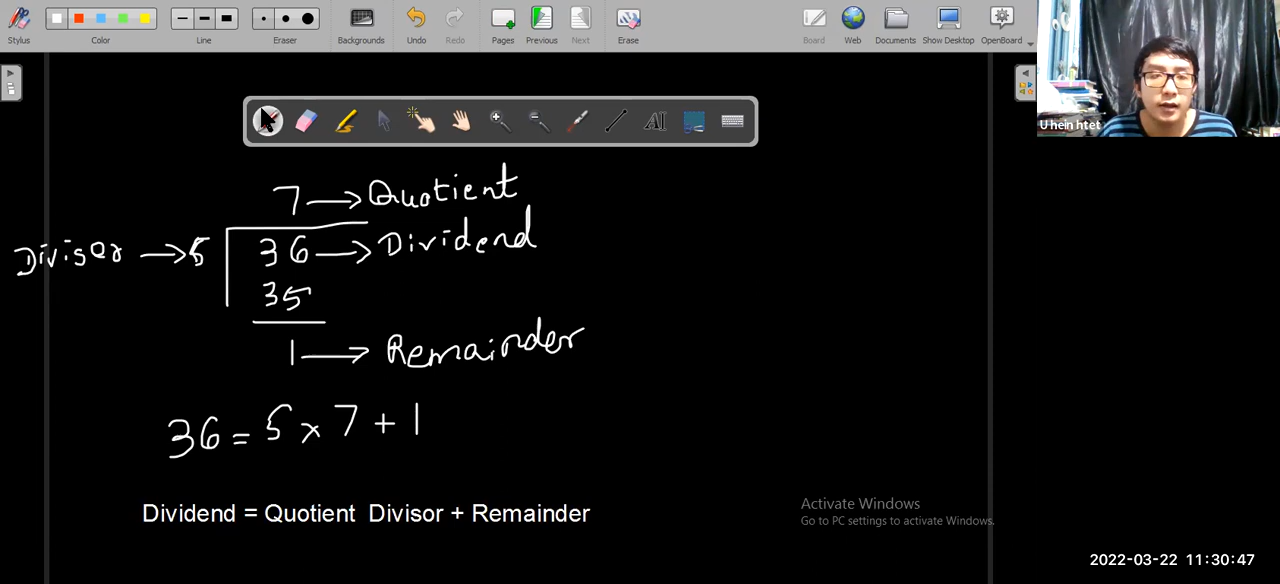 Stylus Color Line Eraser Backgrounds Undo Redo Pages Previous Next Erase Board Web Documents Show Desktop OpenBoard
U hein htet
7 → Quotient
Divisor → 5 36 → Dividend
35
1 → Remainder
36 = 5 × 7 + 1
Dividend = Quotient Divisor + Remainder
Activate Windows
Go to PC settings to activate Windows.
2022-03-22 11:30:47